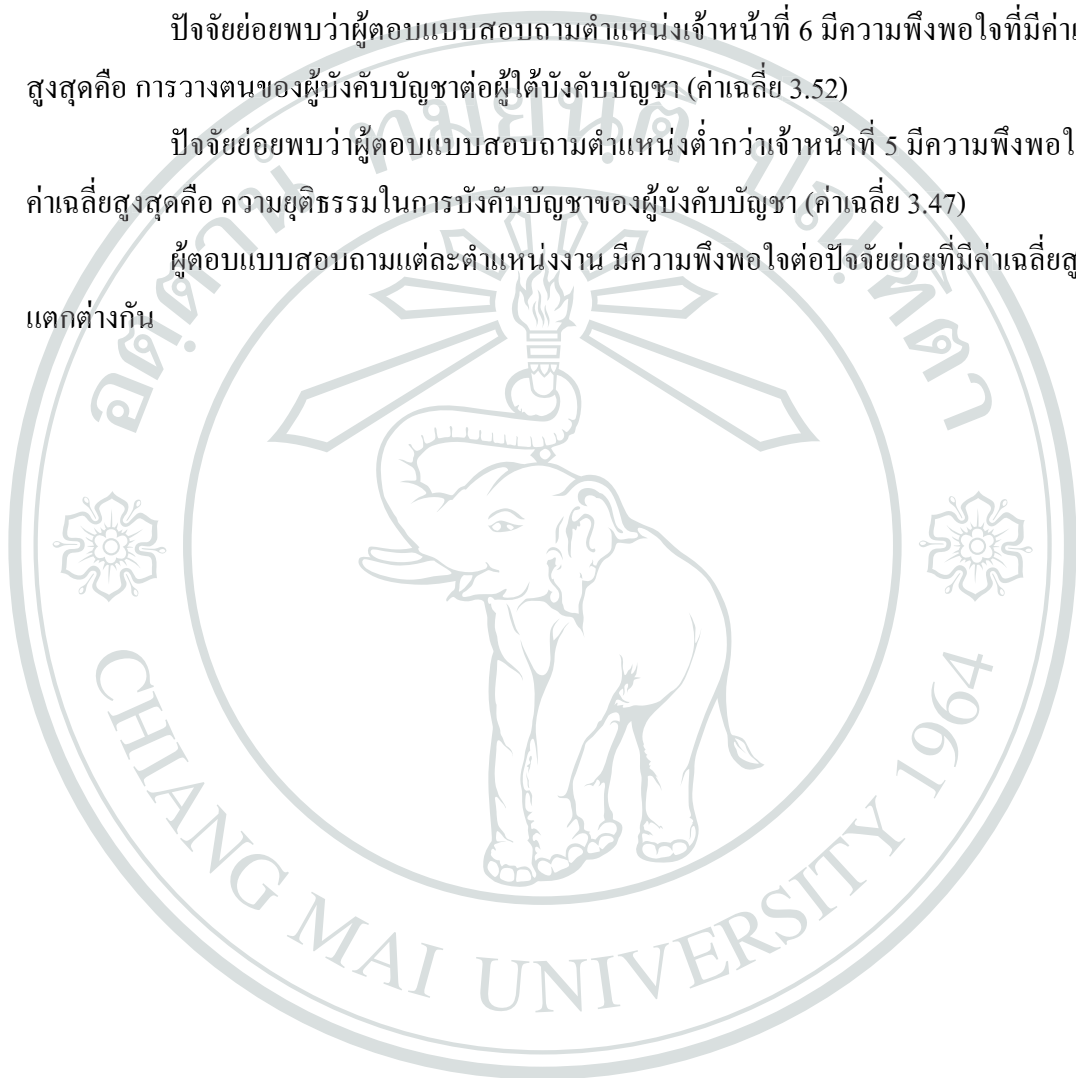 ปัจจัยย่อยพบว่าผู้ตอบแบบสอบถามตำแหน่งเจ้าหน้าที่ 6 มีความพึงพอใจที่มีค่า
สูงสุดคือ การวางตนของผู้บังคับบัญชาต่อผู้ใต้บังคับบัญชา (ค่าเฉลี่ย 3.52)
ปัจจัยย่อยพบว่าผู้ตอบแบบสอบถามตำแหน่งต่ำกว่าเจ้าหน้าที่ 5 มีความพึงพอ
ค่าเฉลี่ยสูงสุดคือ ความยุติธรรมในการบังคับบัญชาของผู้บังคับบัญชา (ค่าเฉลี่ย 3.47)
ผู้ตอบแบบสอบถามแต่ละตำแหน่งงาน มีความพึงพอใจต่อปัจจัยย่อยที่มีค่าเฉลี่ย
แตกต่างกัน
CHIANG MAI UNIVERSITY 1964